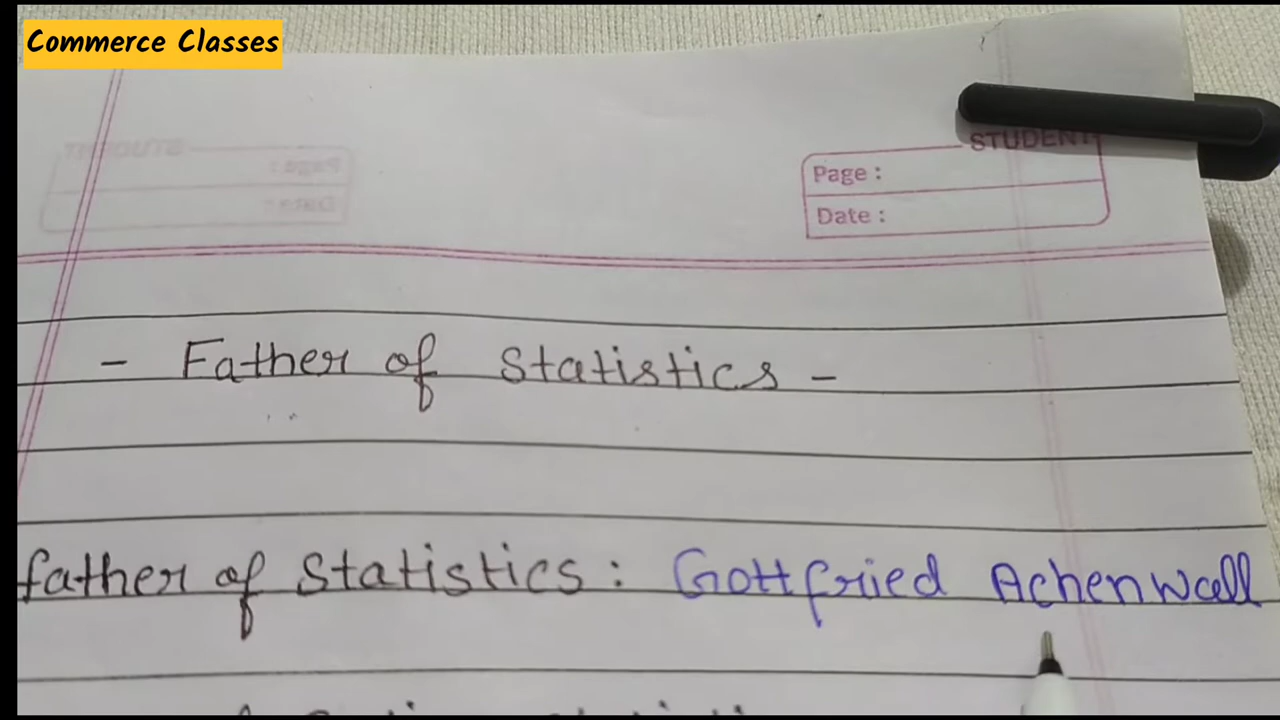 Commerce Classes
STUDENT
Page :
Date :
- Father of Statistics -
father of Statistics : Gottfried Achenwall